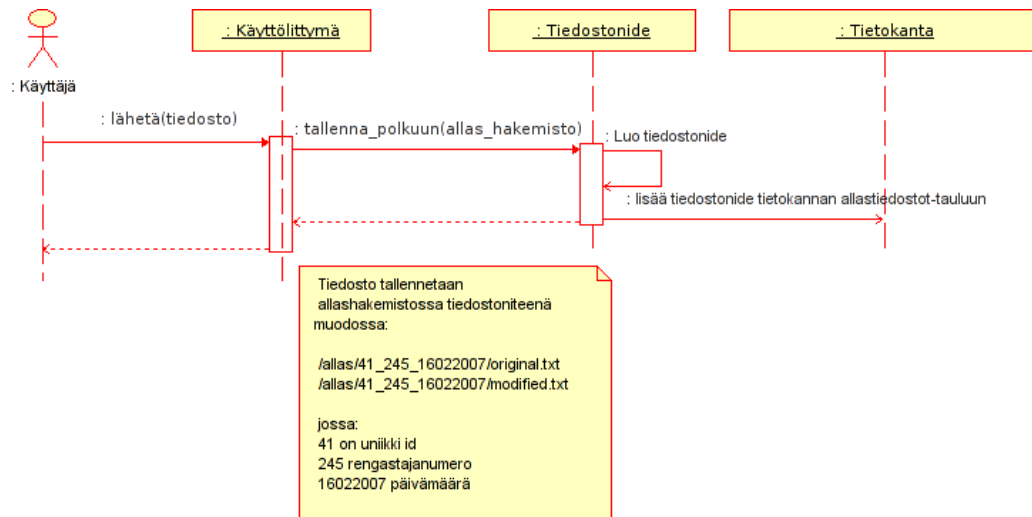 : Käyttölittymä
: Tiedostonide
: Tietokanta
: Käyttäjä
: lähetä(tiedosto)
: tallenna_polkuun(allas_hakemisto)
: Luo tiedostonide
: lisää tiedostonide tietokannan allastiedostot-tauluun
Tiedosto tallennetaan
allashakemistossa tiedostoniteenä
muodossa:
/allas/41_245_16022007/original.txt
/allas/41_245_16022007/modified.txt
jossa:
41 on uniikki id
245 rengastajanumero
16022007 päivämäärä